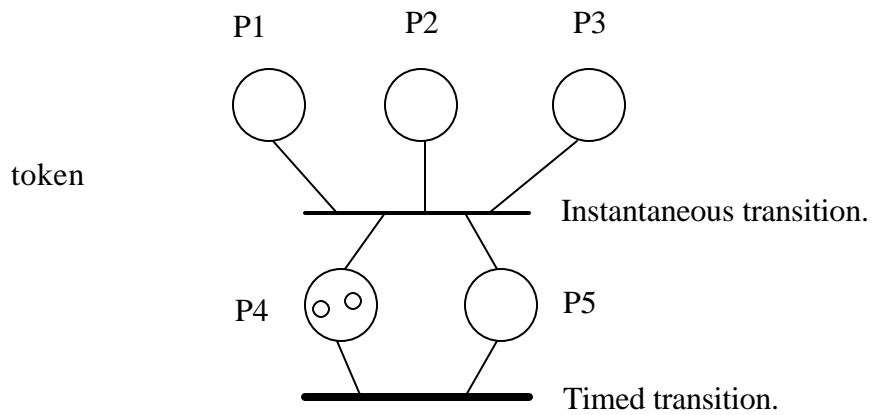 P1
P2
P3
token
Instantaneous transition.
P4
P5
Timed transition.